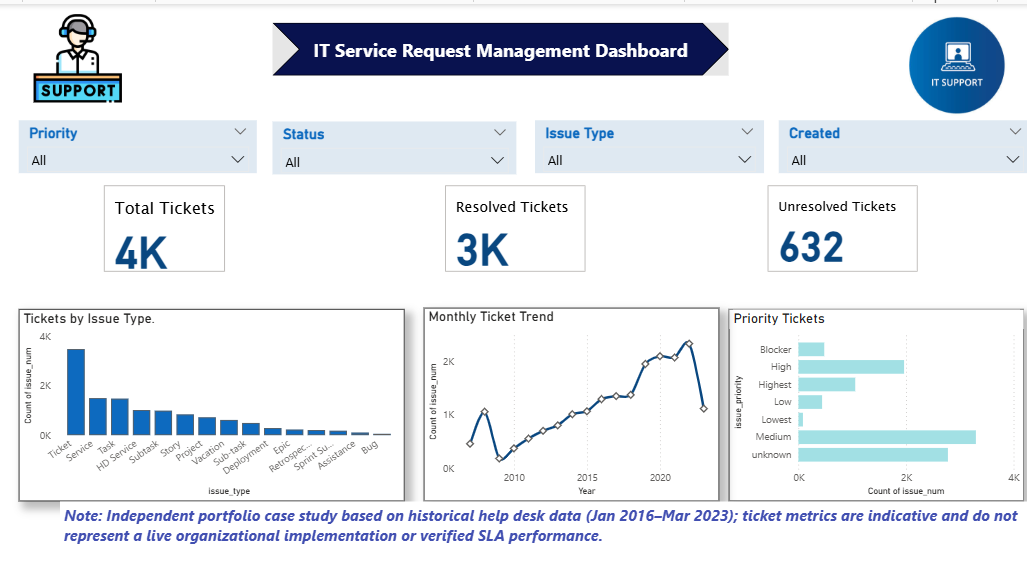 IT Service Request Management Dashboard
SUPPORT
IT SUPPORT
Priority
All
Status
All
Issue Type
All
Created
All
Total Tickets
4K
Resolved Tickets
3K
Unresolved Tickets
632
Tickets by Issue Type.
Count of issue_num
4K
2K
0K
Ticket
Service
Task
HD Service
Subtask
Story
Project
Vacation
Sub-task
Deployment
Epic
Retrospec...
Sprint Su...
Assistance
Bug
issue_type
Monthly Ticket Trend
Count of issue_num
2K
1K
0K
2010
2015
2020
Year
Priority Tickets
issue_priority
Blocker
High
Highest
Low
Lowest
Medium
unknown
0K
2K
4K
Count of issue_num
Note: Independent portfolio case study based on historical help desk data (Jan 2016–Mar 2023); ticket metrics are indicative and do not
represent a live organizational implementation or verified SLA performance.